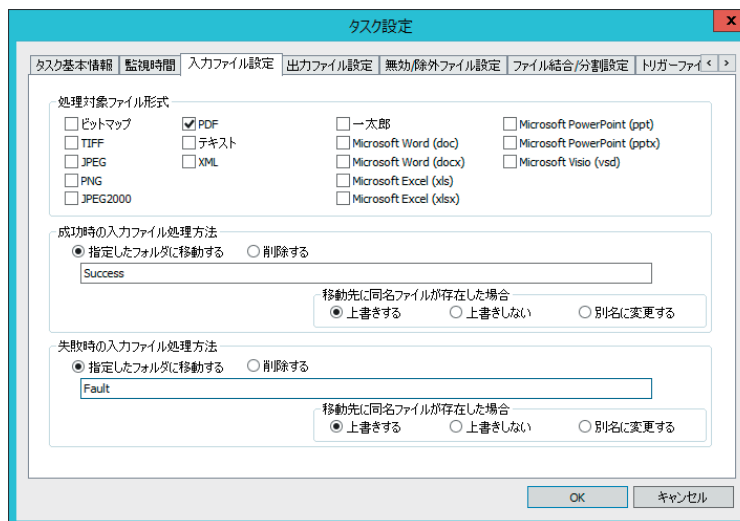 タスク設定
x
タスク基本情報 監視時間 入力ファイル設定 出力ファイル設定 無効/除外ファイル設定 ファイル結合/分割設定 トリガーファイ < >
処理対象ファイル形式
ビットマップ PDF 一太郎 Microsoft PowerPoint (ppt)
TIFF テキスト Microsoft Word (doc) Microsoft PowerPoint (pptx)
JPEG XML Microsoft Word (docx) Microsoft Visio (vsd)
PNG Microsoft Excel (xls)
JPEG2000 Microsoft Excel (xlsx)
成功時の入力ファイル処理方法
指定したフォルダに移動する 削除する
Success
移動先に同名ファイルが存在した場合
上書きする 上書きしない 別名に変更する
失敗時の入力ファイル処理方法
指定したフォルダに移動する 削除する
Fault
移動先に同名ファイルが存在した場合
上書きする 上書きしない 別名に変更する
OK キャンセル